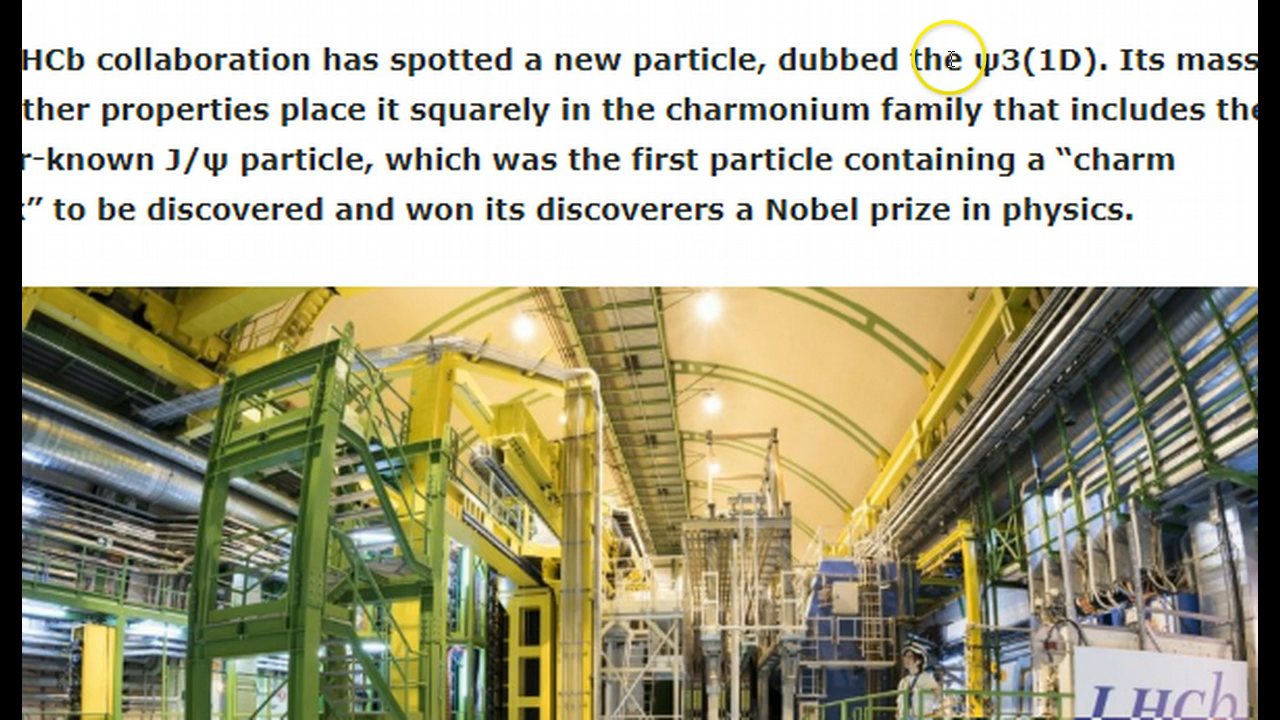 HCb collaboration has spotted a new particle, dubbed the ψ3(1D). Its mass
ther properties place it squarely in the charmonium family that includes the
r-known J/ψ particle, which was the first particle containing a “charm
” to be discovered and won its discoverers a Nobel prize in physics.
LHCb